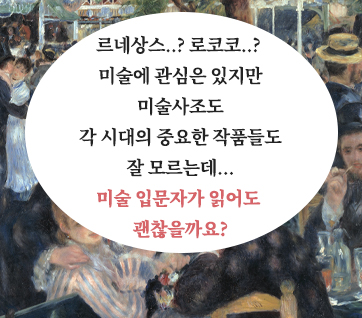 르네상스..? 로코코..?
미술에 관심은 있지만
미술사조도
각 시대의 중요한 작품들도
잘 모르는데...
미술 입문자가 읽어도
괜찮을까요?